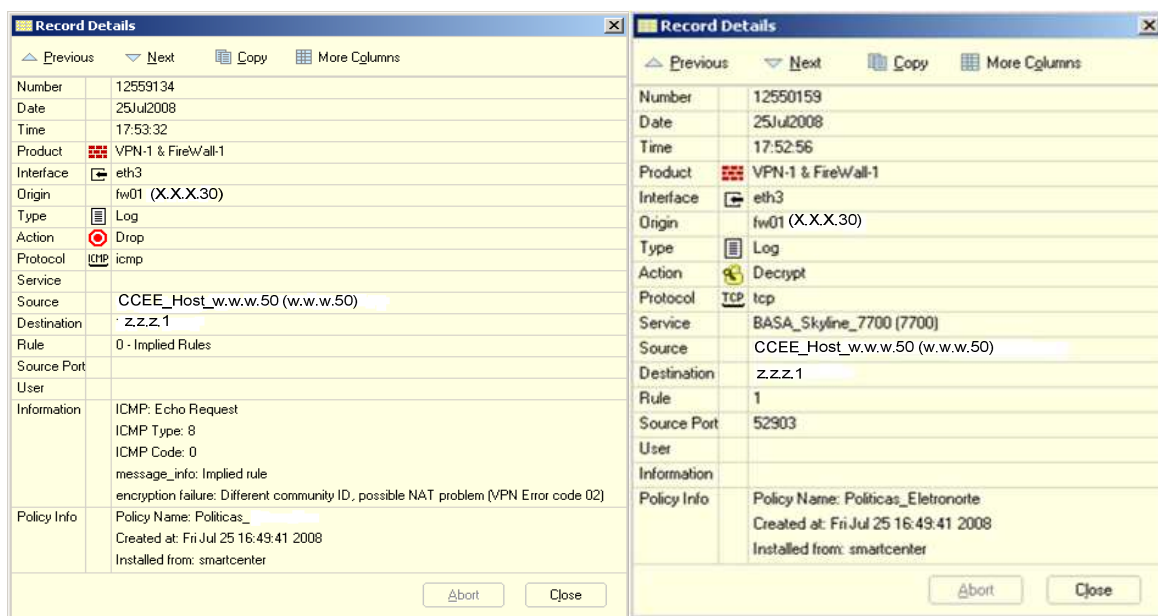 Record Details
Previous Next Copy More Columns
Number 12559134
Date 25Jul2008
Time 17:53:32
Product VPN-1 & FireWall-1
Interface eth3
Origin fw01 (X.X.X.30)
Type Log
Action Drop
Protocol ICMP icmp
Service
Source CCEE_Host_w.w.w.50 (w.w.w.50)
Destination z.z.z.1
Rule 0 - Implied Rules
Source Port
User
Information ICMP: Echo Request
ICMP Type: 8
ICMP Code: 0
message_info: Implied rule
encryption failure: Different community ID, possible NAT problem (VPN Error code 02)
Policy Info Policy Name: Politicas_
Created at: Fri Jul 25 16:49:41 2008
Installed from: smartcenter
Abort Close
Record Details
Previous Next Copy More Columns
Number 12550159
Date 25Jul2008
Time 17:52:56
Product VPN-1 & FireWall-1
Interface eth3
Origin fw01 (X.X.X.30)
Type Log
Action Decrypt
Protocol TCP tcp
Service BASA_Skyline_7700 (7700)
Source CCEE_Host_w.w.w.50 (w.w.w.50)
Destination z.z.z.1
Rule 1
Source Port 52903
User
Information
Policy Info Policy Name: Politicas_Eletronorte
Created at: Fri Jul 25 16:49:41 2008
Installed from: smartcenter
Abort Close